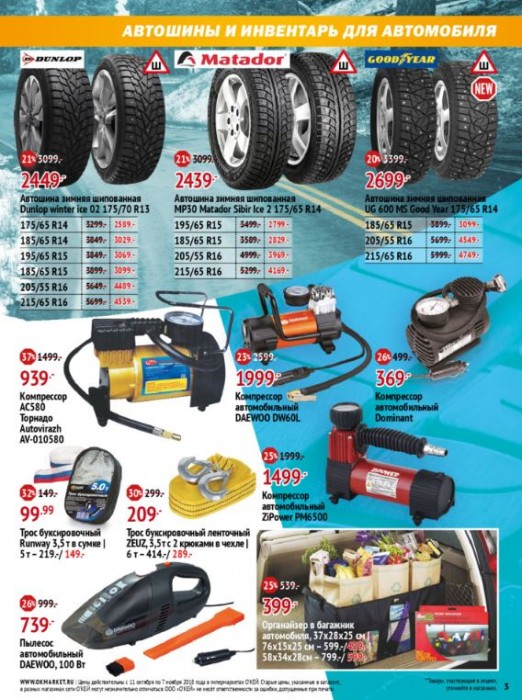 АВТОШИНЫ И ИНВЕНТАРЬ ДЛЯ АВТОМОБИЛЯ
DUNLOP
Ш
21% 3099.-
2449.-
Автошина зимняя шипованная
Dunlop winter ice 02 175/70 R13
175/65 R14 3299.- 2589.-
185/65 R14 3849.- 3029.-
195/65 R15 3899.- 3069.-
185/65 R15 3899.- 3099.-
205/55 R16 5649.- 4489.-
215/65 R16 5699.- 4539.-
Matador
Ш
21% 3099.-
2439.-
Автошина зимняя шипованная
MP30 Matador Sibir Ice 2 175/65 R14
195/65 R15 3499.- 2799.-
185/65 R15 3589.- 2829.-
205/55 R16 4999.- 3969.-
215/65 R16 5299.- 4169.-
GOODYEAR
Ш
NEW
20% 3399.-
2699.-
Автошина зимняя шипованная
UG 600 MS Good Year 175/65 R14
185/65 R15 3899.- 3099.-
205/55 R16 5699.- 4549.-
215/65 R16 5999.- 4749.-
37% 1499.-
939.-
Компрессор
AC580
Торнадо
Autovirazh
AV-010580
23% 2599.-
1999.-
Компрессор
автомобильный
DAEWOO DW60L
26% 499.-
369.-
Компрессор
автомобильный
Dominant
32% 149.-
99.99
Трос буксировочный
Runway 3,5т в сумке |
5 т – 219.-/ 149.-
5.0т
30% 299.-
209.-
Трос буксировочный ленточный
ZEUZ, 3,5т с 2 крюками в чехле |
6 т – 414.-/ 289.-
25% 1999.-
1499.-
Компрессор
автомобильный
ZiPower PM6500
26% 999.-
739.-
Пылесос
автомобильный
DAEWOO, 100 Вт
DAEWOO
25% 539.-
399.-
Органайзер в багажник
автомобиля, 37х28х25 см |
76х15х25 см – 599.-/
58х34х28см – 799.-/
WWW.OKMARKET.RU | Цены действительны с 11 октября по 7 ноября 2018 года в гипермаркетах О'КЕЙ. Старые цены, указанные в каталоге,
в разных магазинах сети О'КЕЙ могут незначительно отличаться. ООО «О'КЕЙ» не несет ответственности за ошибки, допущенные при печати.
*Товары, участвующие в акции,
уточняйте в магазинах.
3